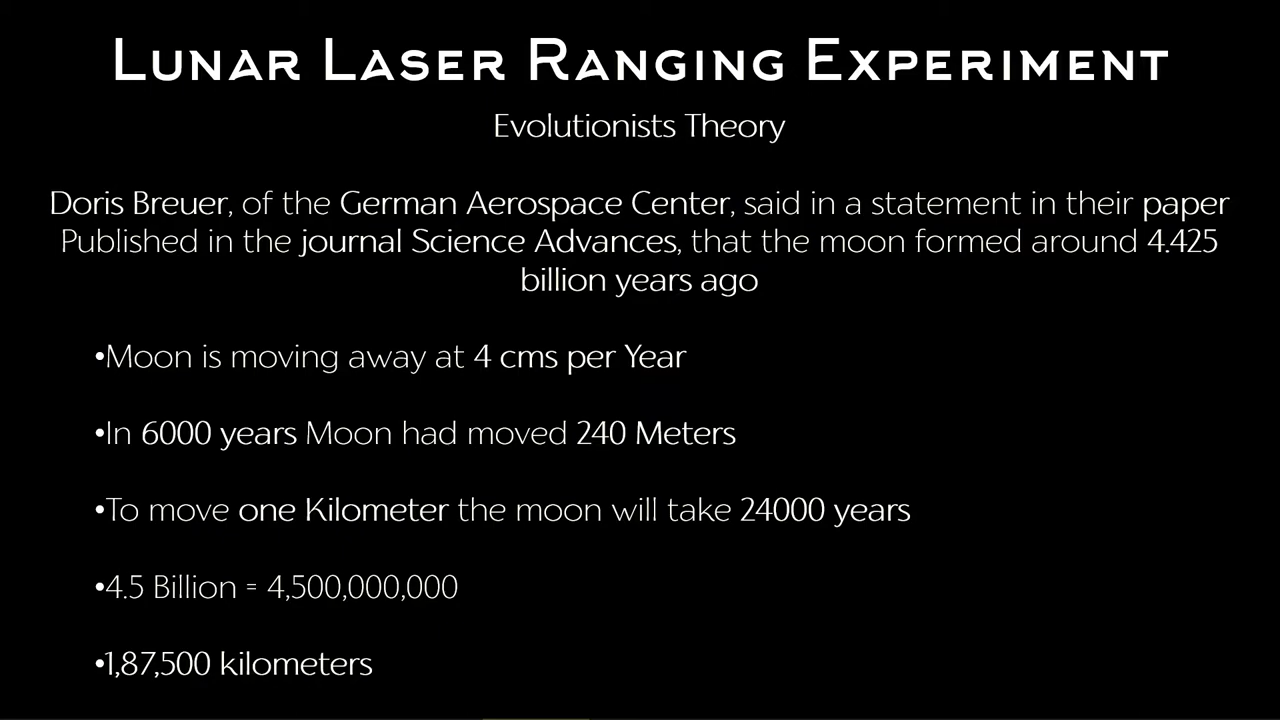 LUNAR LASER RANGING EXPERIMENT
Evolutionists Theory
Doris Breuer, of the German Aerospace Center, said in a statement in their paper
Published in the journal Science Advances, that the moon formed around 4.425
billion years ago
•Moon is moving away at 4 cms per Year
•In 6000 years Moon had moved 240 Meters
•To move one Kilometer the moon will take 24000 years
•4.5 Billion = 4,500,000,000
•1,87,500 kilometers